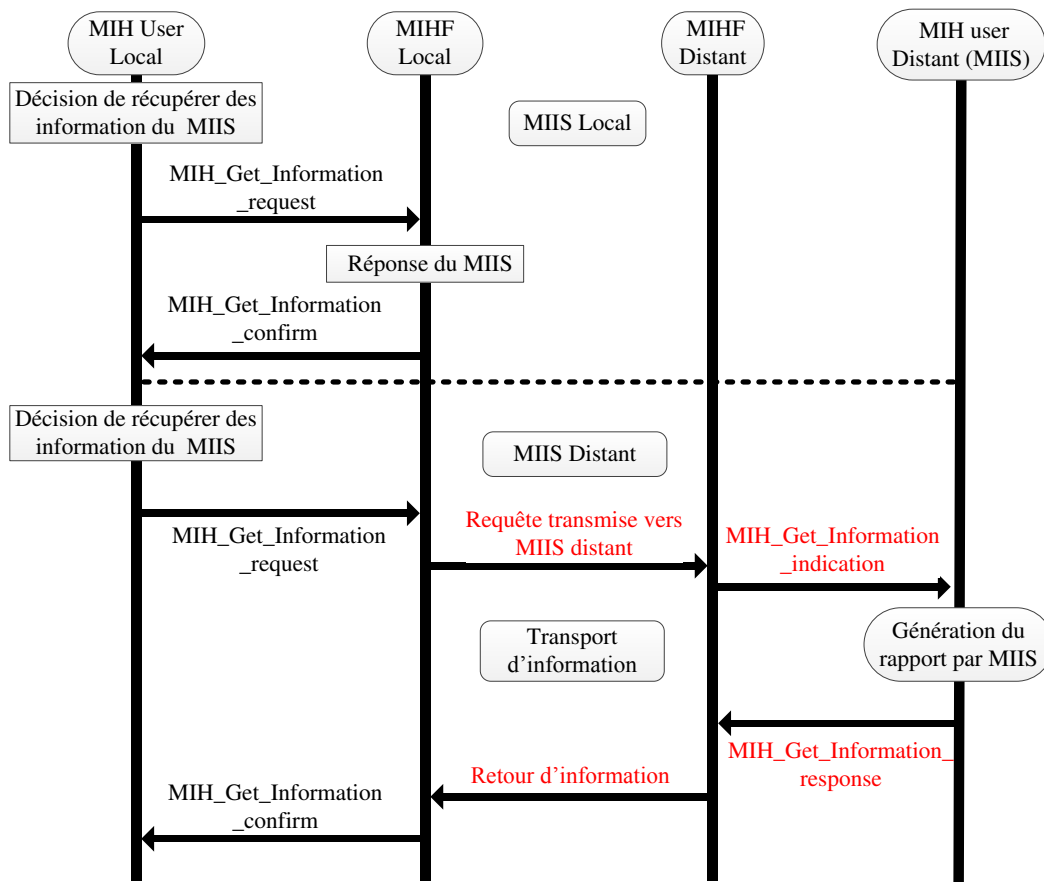 MIH User
Local
MIHF
Local
MIHF
Distant
MIH user
Distant (MIIS)
Décision de récupérer des
information du MIIS
MIIS Local
MIH_Get_Information
_request
Réponse du MIIS
MIH_Get_Information
_confirm
Décision de récupérer des
information du MIIS
MIIS Distant
MIH_Get_Information
_request
Requête transmise vers
MIIS distant
MIH_Get_Information
_indication
Transport
d’information
Génération du
rapport par MIIS
MIH_Get_Information_
response
Retour d’information
MIH_Get_Information
_confirm